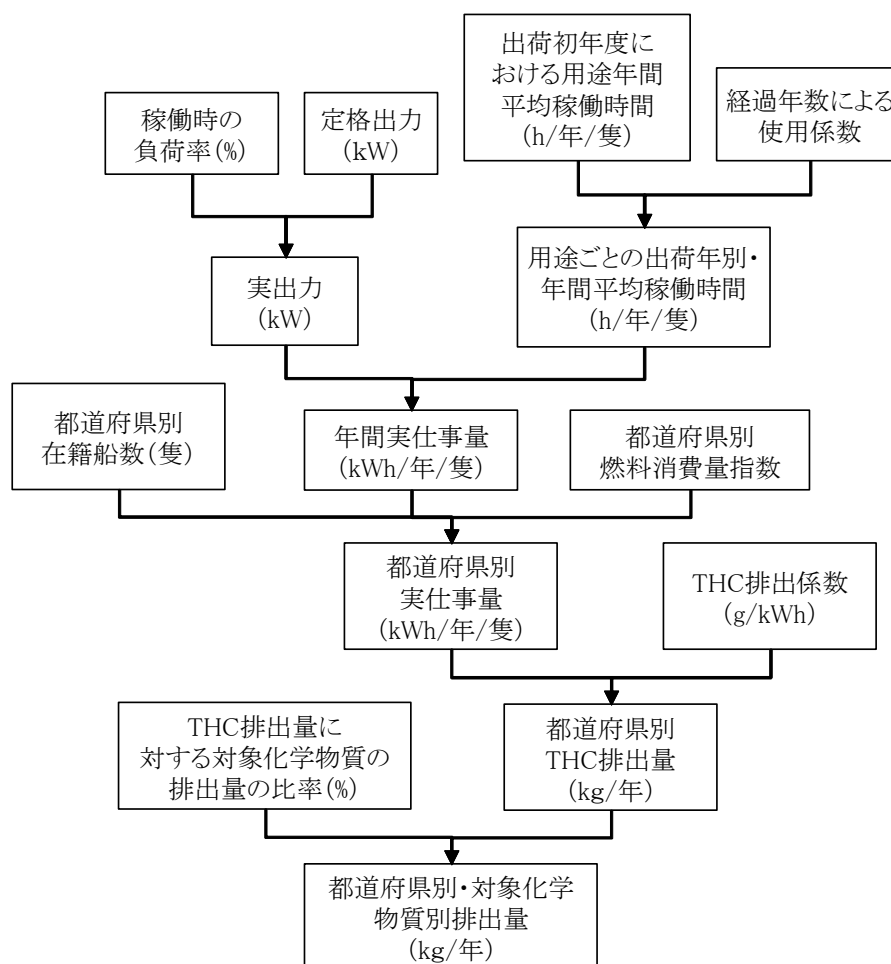 出荷初年度に
おける用途年間
平均稼働時間
(h/年/隻)
経過年数による
使用係数
稼働時の
負荷率(%)
定格出力
(kW)
実出力
(kW)
用途ごとの出荷年別・
年間平均稼働時間
(h/年/隻)
都道府県別
在籍船数(隻)
年間実仕事量
(kWh/年/隻)
都道府県別
燃料消費量指数
都道府県別
実仕事量
(kWh/年/隻)
THC排出係数
(g/kWh)
THC排出量に
対する対象化学物質の
排出量の比率(%)
都道府県別
THC排出量
(kg/年)
都道府県別・対象化学
物質別排出量
(kg/年)